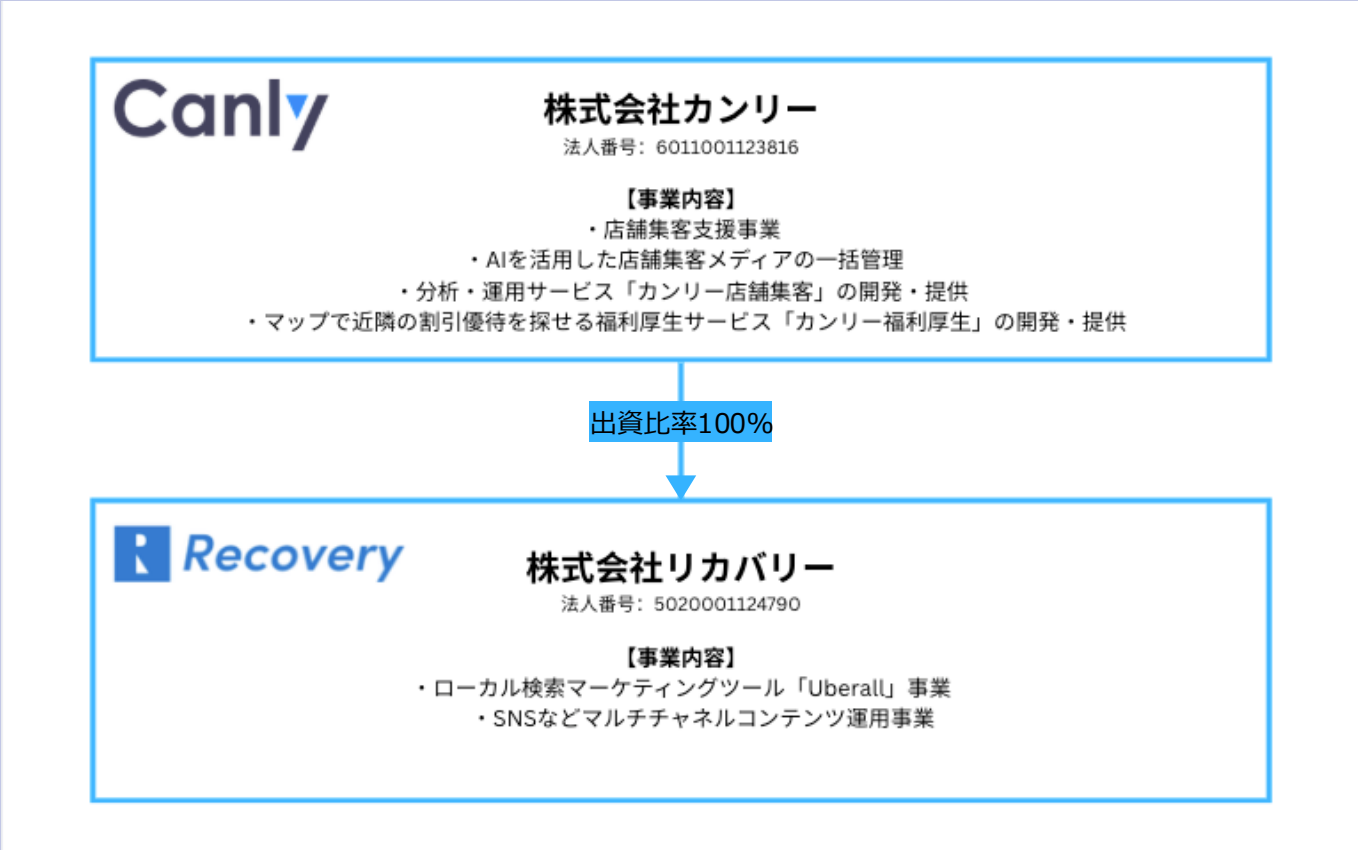 Canly
株式会社カンリー
法人番号：6011001123816
【事業内容】
・店舗集客支援事業
・AIを活用した店舗集客メディアの一括管理
・分析・運用サービス「カンリー店舗集客」の開発・提供
・マップで近隣の割引優待を探せる福利厚生サービス「カンリー福利厚生」の開発・提供
出資比率100%
R Recovery
株式会社リカバリー
法人番号：5020001124790
【事業内容】
・ローカル検索マーケティングツール「Uberall」事業
・SNSなどマルチチャネルコンテンツ運用事業